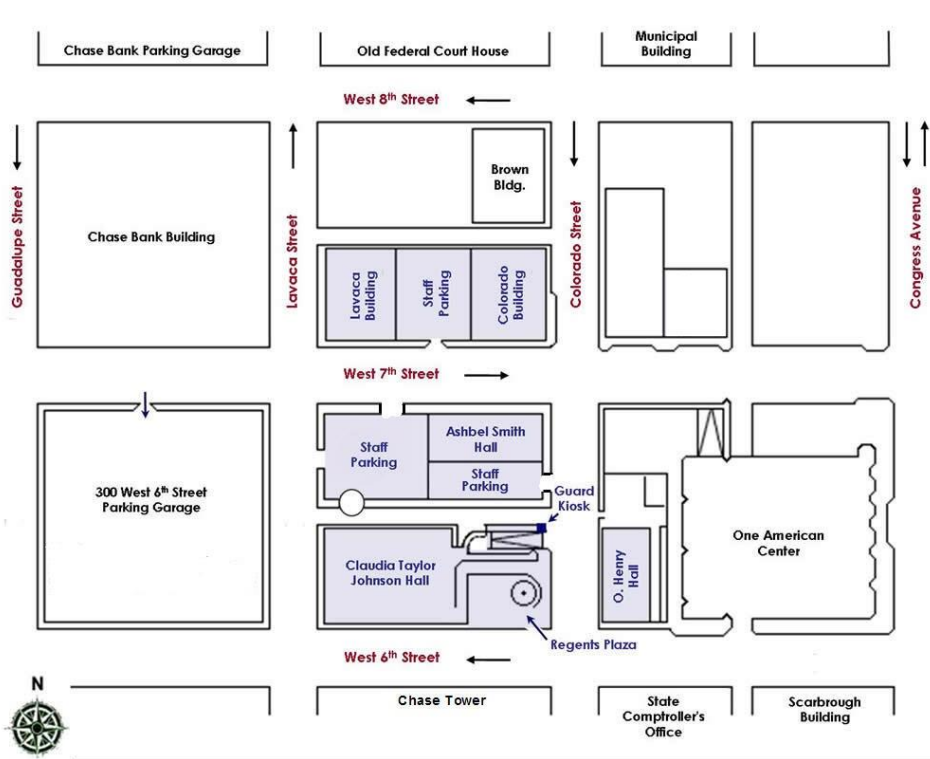 Chase Bank Parking Garage
Old Federal Court House
Municipal
Building
West 8th Street
Guadalupe Street
Chase Bank Building
Lavaca Street
Brown
Bldg.
Colorado Street
Congress Avenue
Lavaca
Building
Staff
Parking
Colorado
Building
West 7th Street
300 West 6th Street
Parking Garage
Staff
Parking
Ashbel Smith
Hall
Staff
Parking
Guard
Kiosk
Claudia Taylor
Johnson Hall
O. Henry
Hall
One American
Center
Regents Plaza
West 6th Street
N
Chase Tower
State
Comptroller's
Office
Scarbrough
Building